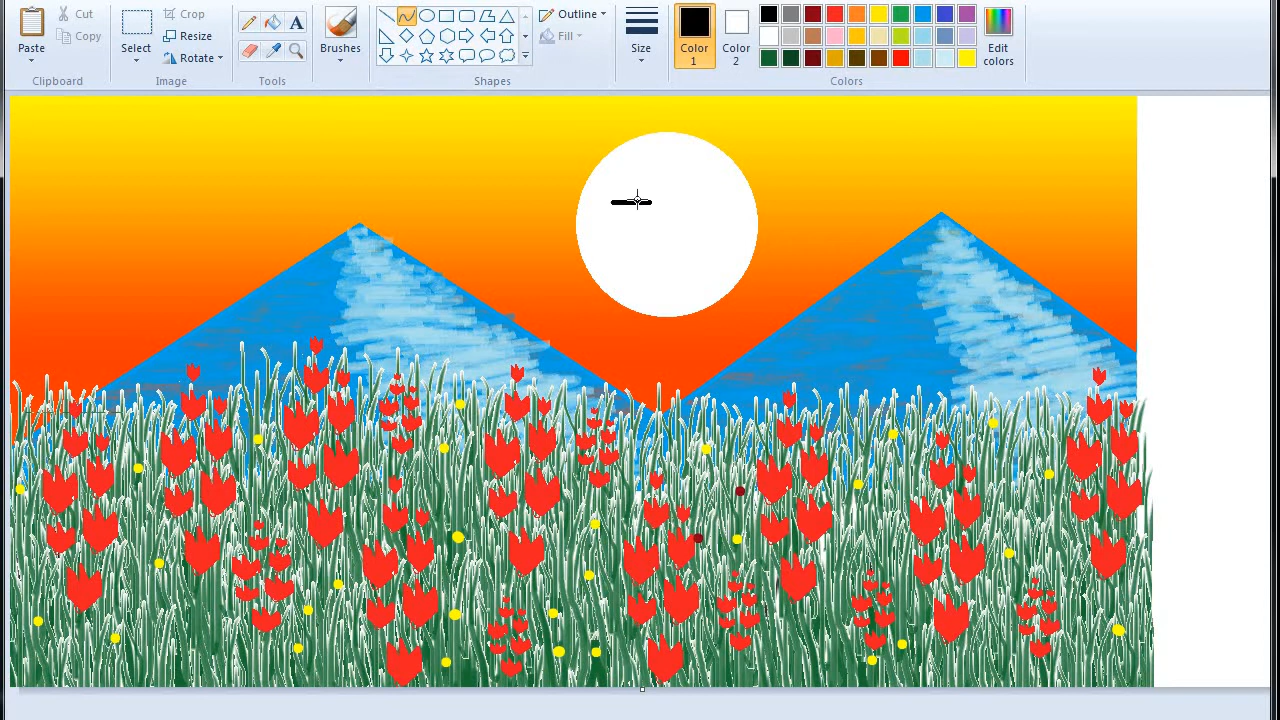 Cut
Crop
Outline
Paste
Copy
Select
Resize
Brushes
Fill
Size
Color
1
Color
2
Edit
colors
Rotate
Clipboard
Image
Tools
Shapes
Colors
A